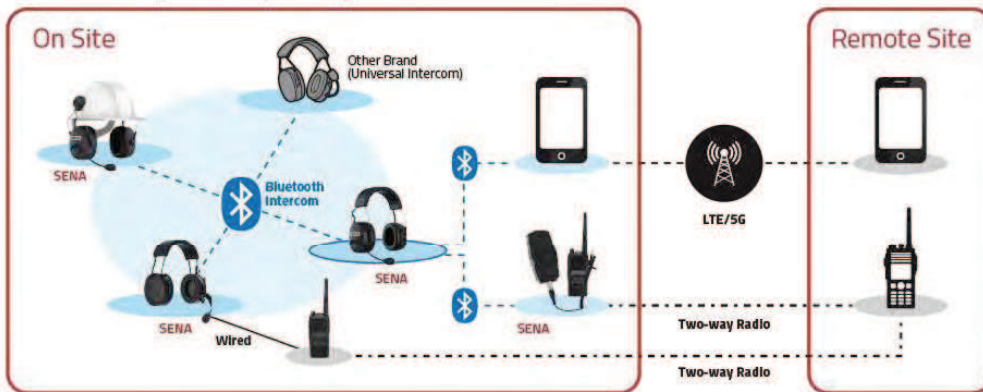 On Site
Remote Site
Other Brand
(Universal Intercom)
SENA
Bluetooth
Intercom
LTE/5G
SENA
SENA
Wired
SENA
Two-way Radio
Two-way Radio